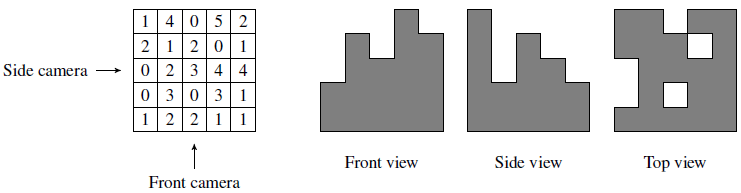 1 4 0 5 2
2 1 2 0 1
Side camera
0 2 3 4 4
0 3 0 3 1
1 2 2 1 1
Front camera
Front view
Side view
Top view